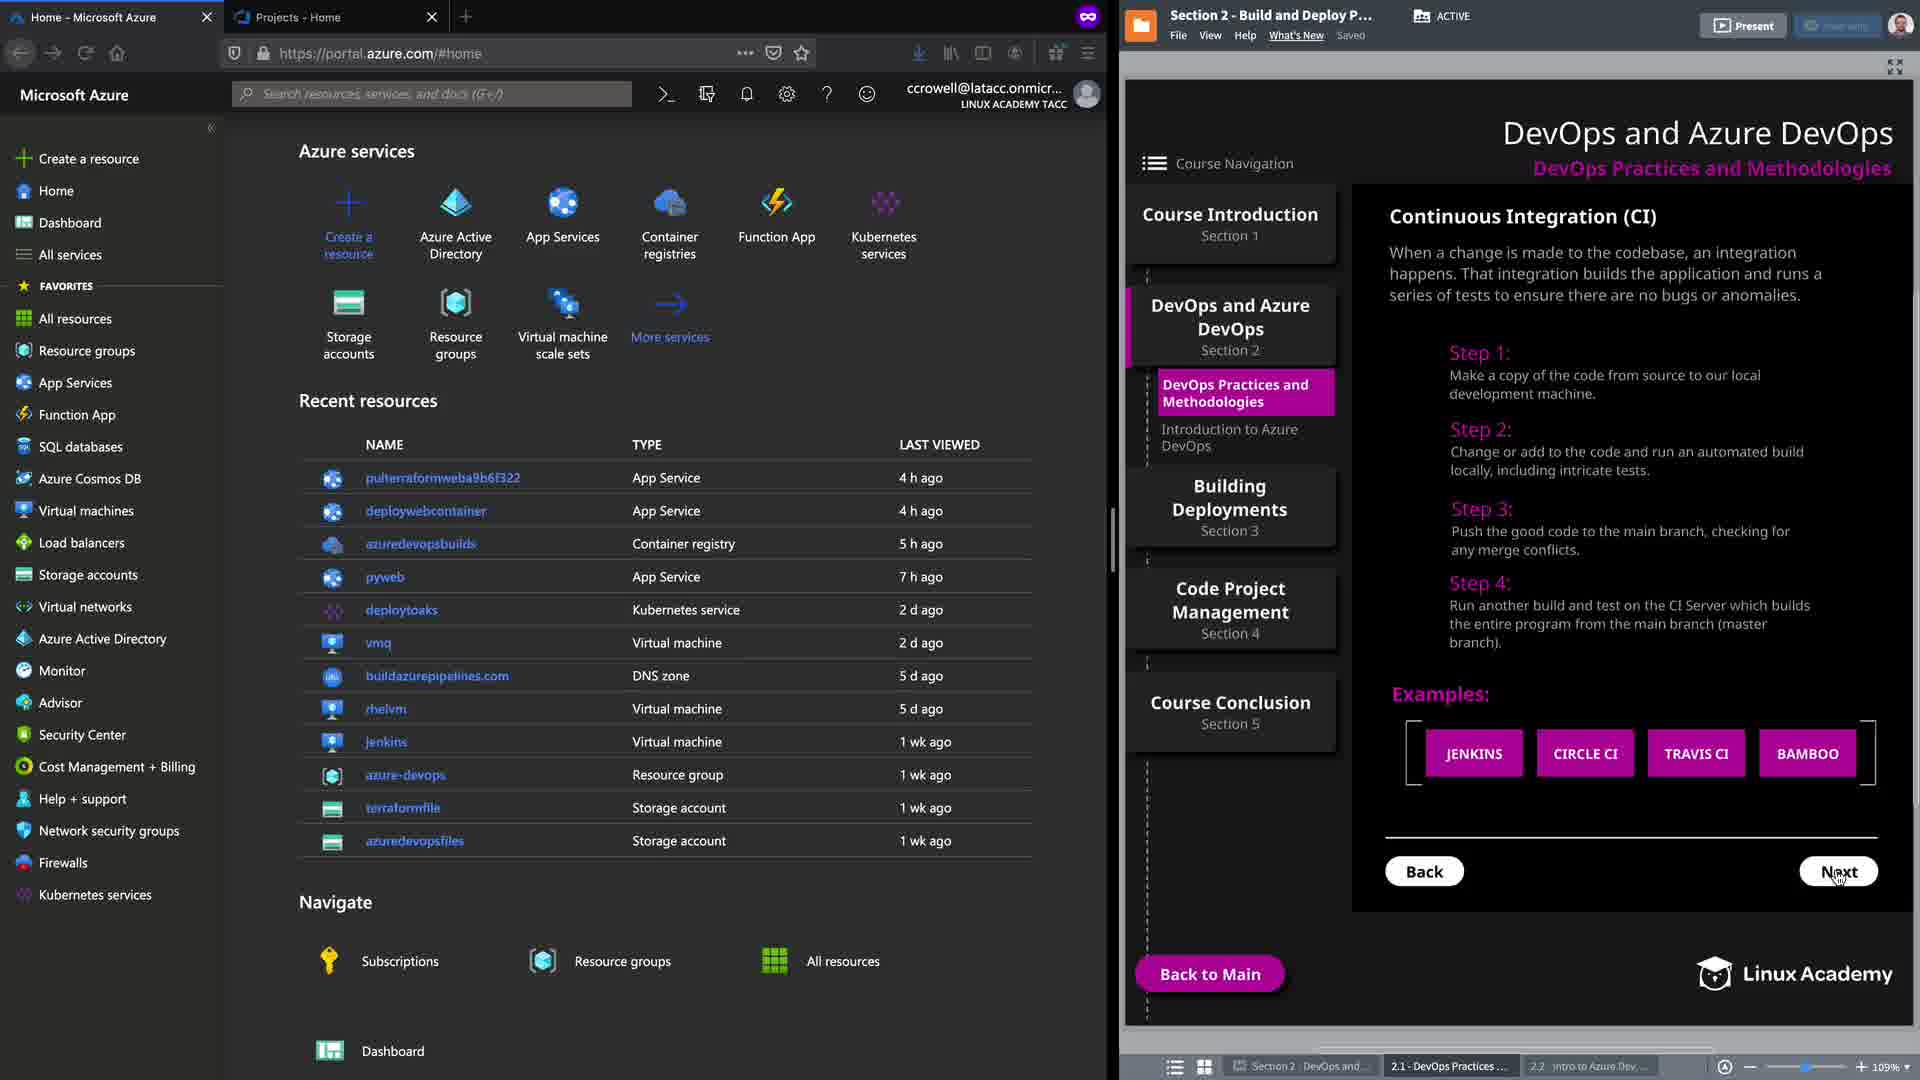 Home - Microsoft Azure
Projects - Home
https://portal.azure.com/#home
Microsoft Azure
Search resources, services, and docs (G+/)
ccrowell@latacc.onmicr...
LINUX ACADEMY TACC
Create a resource
Home
Dashboard
All services
FAVORITES
All resources
Resource groups
App Services
Function App
SQL databases
Azure Cosmos DB
Virtual machines
Load balancers
Storage accounts
Virtual networks
Azure Active Directory
Monitor
Advisor
Security Center
Cost Management + Billing
Help + support
Network security groups
Firewalls
Kubernetes services
Azure services
Create a
resource
Azure Active
Directory
App Services
Container
registries
Function App
Kubernetes
services
Storage
accounts
Resource
groups
Virtual machine
scale sets
More services
Recent resources
NAME TYPE LAST VIEWED
pulterraformweba9b6f322 App Service 4 h ago
deploywebcontainer App Service 4 h ago
azuredevopsbuilds Container registry 5 h ago
pyweb App Service 7 h ago
deploytoaks Kubernetes service 2 d ago
vmq Virtual machine 2 d ago
buildazurepipelines.com DNS zone 5 d ago
rhelvm Virtual machine 5 d ago
jenkins Virtual machine 1 wk ago
azure-devops Resource group 1 wk ago
terraformfile Storage account 1 wk ago
azuredevopsfiles Storage account 1 wk ago
Navigate
Subscriptions
Resource groups
All resources
Dashboard
Section 2 - Build and Deploy P...
ACTIVE
File View Help What's New Saved
Present
DevOps and Azure DevOps
DevOps Practices and Methodologies
Course Navigation
Course Introduction
Section 1
DevOps and Azure
DevOps
Section 2
DevOps Practices and
Methodologies
Introduction to Azure
DevOps
Building
Deployments
Section 3
Code Project
Management
Section 4
Course Conclusion
Section 5
Back to Main
Continuous Integration (CI)
When a change is made to the codebase, an integration
happens. That integration builds the application and runs a
series of tests to ensure there are no bugs or anomalies.
Step 1:
Make a copy of the code from source to our local
development machine.
Step 2:
Change or add to the code and run an automated build
locally, including intricate tests.
Step 3:
Push the good code to the main branch, checking for
any merge conflicts.
Step 4:
Run another build and test on the CI Server which builds
the entire program from the main branch (master
branch).
Examples:
JENKINS
CIRCLE CI
TRAVIS CI
BAMBOO
Back
Next
Linux Academy
Section 2 DevOps and...
2.1 - DevOps Practices ...
2.2 Intro to Azure Dev...
109%